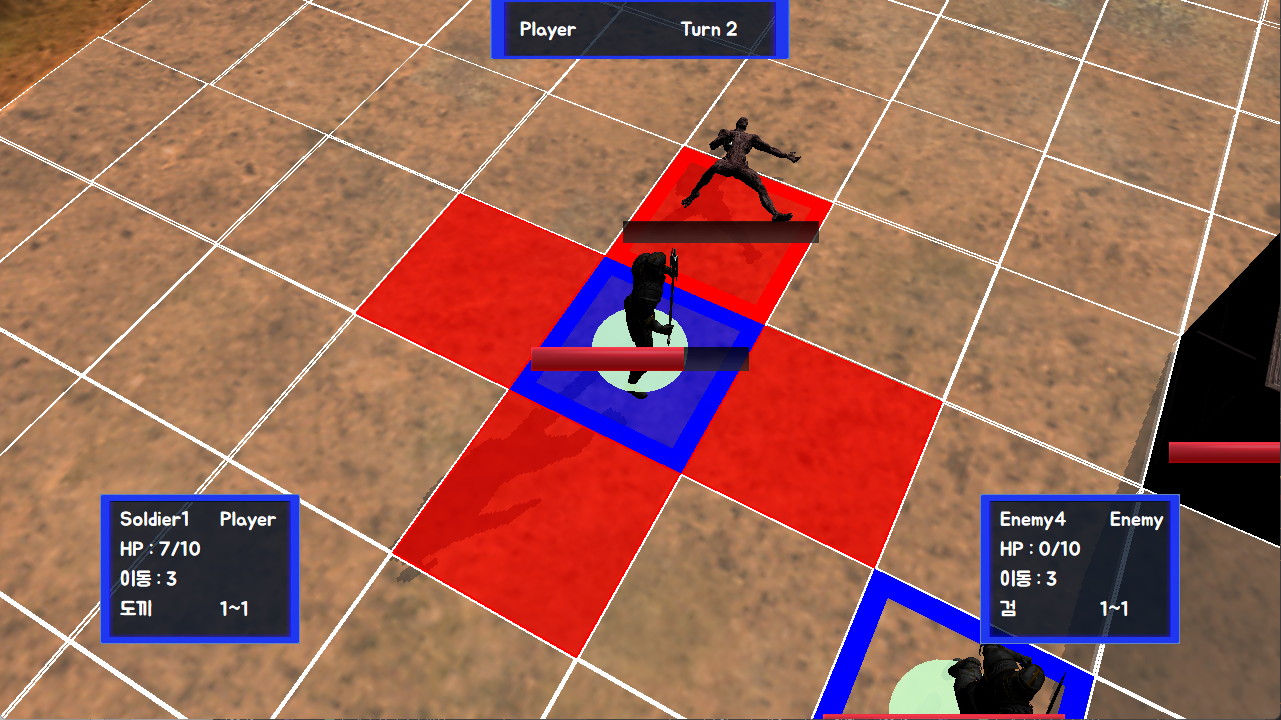 Player Turn 2
Soldier1 Player
HP : 7/10
이동 : 3
도끼 1~1
Enemy4 Enemy
HP : 0/10
이동 : 3
검 1~1